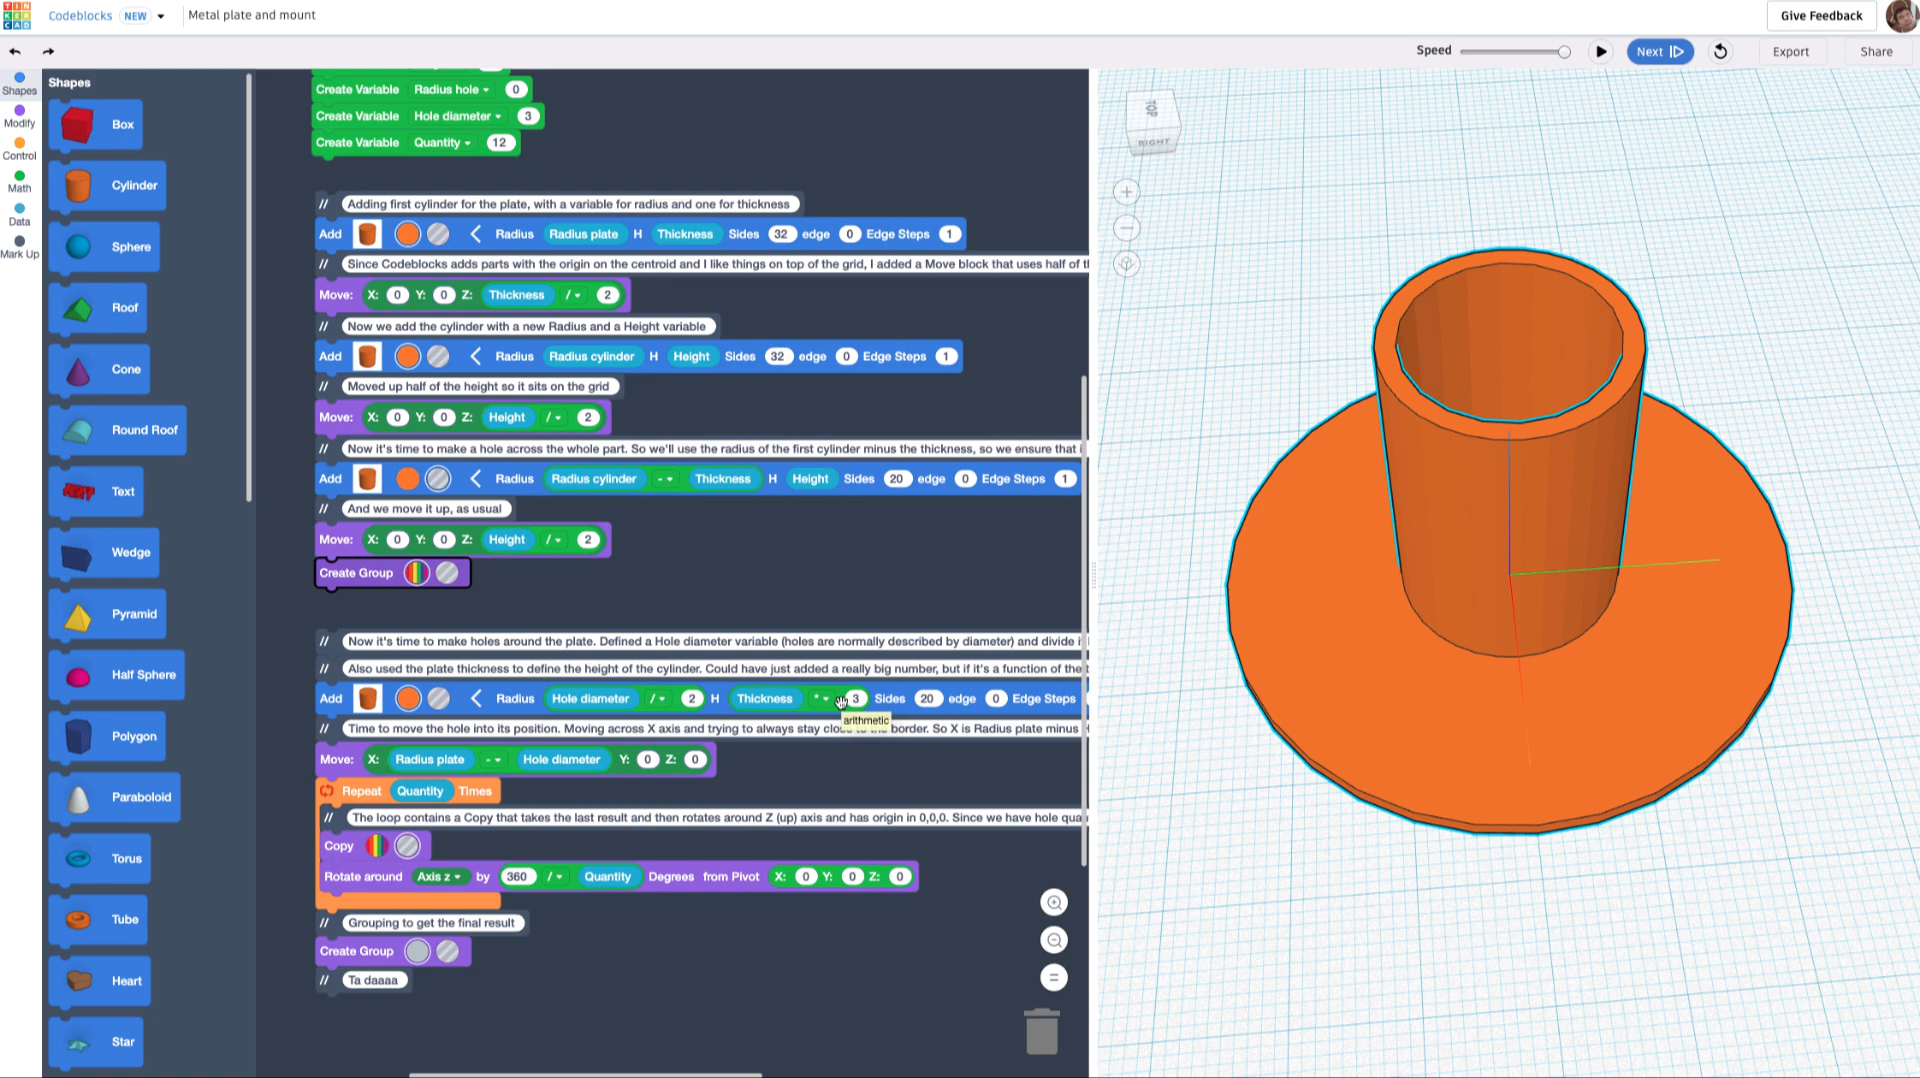 TINKERCAD Codeblocks NEW Metal plate and mount Give Feedback
Speed Next Export Share
Shapes
Modify
Control
Math
Data
Mark Up
Shapes
Box
Cylinder
Sphere
Roof
Cone
Round Roof
Text
Wedge
Pyramid
Half Sphere
Polygon
Paraboloid
Torus
Tube
Heart
Star
Create Variable Radius hole 0
Create Variable Hole diameter 3
Create Variable Quantity 12
// Adding first cylinder for the plate, with a variable for radius and one for thickness
Add Radius Radius plate H Thickness Sides 32 edge 0 Edge Steps 1
// Since Codeblocks adds parts with the origin on the centroid and I like things on top of the grid, I added a Move block that uses half of
Move: X: 0 Y: 0 Z: Thickness / 2
// Now we add the cylinder with a new Radius and a Height variable
Add Radius Radius cylinder H Height Sides 32 edge 0 Edge Steps 1
// Moved up half of the height so it sits on the grid
Move: X: 0 Y: 0 Z: Height / 2
// Now it's time to make a hole across the whole part. So we'll use the radius of the first cylinder minus the thickness, so we ensure that
Add Radius Radius cylinder - Thickness H Height Sides 20 edge 0 Edge Steps 1
// And we move it up, as usual
Move: X: 0 Y: 0 Z: Height / 2
Create Group
// Now it's time to make holes around the plate. Defined a Hole diameter variable (holes are normally described by diameter) and divide
// Also used the plate thickness to define the height of the cylinder. Could have just added a really big number, but if it's a function of the
Add Radius Hole diameter / 2 H Thickness * 3 Sides 20 edge 0 Edge Steps
arithmetic
// Time to move the hole into its position. Moving across X axis and trying to always stay border. So X is Radius plate minus
Move: X: Radius plate - Hole diameter Y: 0 Z: 0
Repeat Quantity Times
// The loop contains a Copy that takes the last result and then rotates around Z (up) axis and has origin in 0,0,0. Since we have hole
Copy
Rotate around Axis z by 360 / Quantity Degrees from Pivot X: 0 Y: 0 Z: 0
// Grouping to get the final result
Create Group
// Ta daaaa
TOP
RIGHT